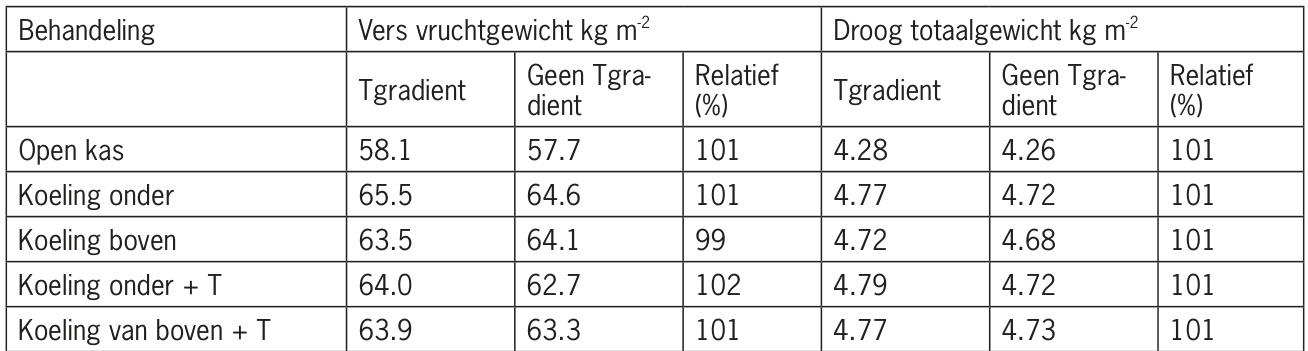 Behandeling Vers vruchtgewicht kg m-2 Droog totaalgewicht kg m-2
Tgradient Geen Tgra- Relatief Tgradient Geen Tgra- Relatief
dient (%) dient (%)
Open kas 58.1 57.7 101 4.28 4.26 101
Koeling onder 65.5 64.6 101 4.77 4.72 101
Koeling boven 63.5 64.1 99 4.72 4.68 101
Koeling onder + T 64.0 62.7 102 4.79 4.72 101
Koeling van boven + T 63.9 63.3 101 4.77 4.73 101